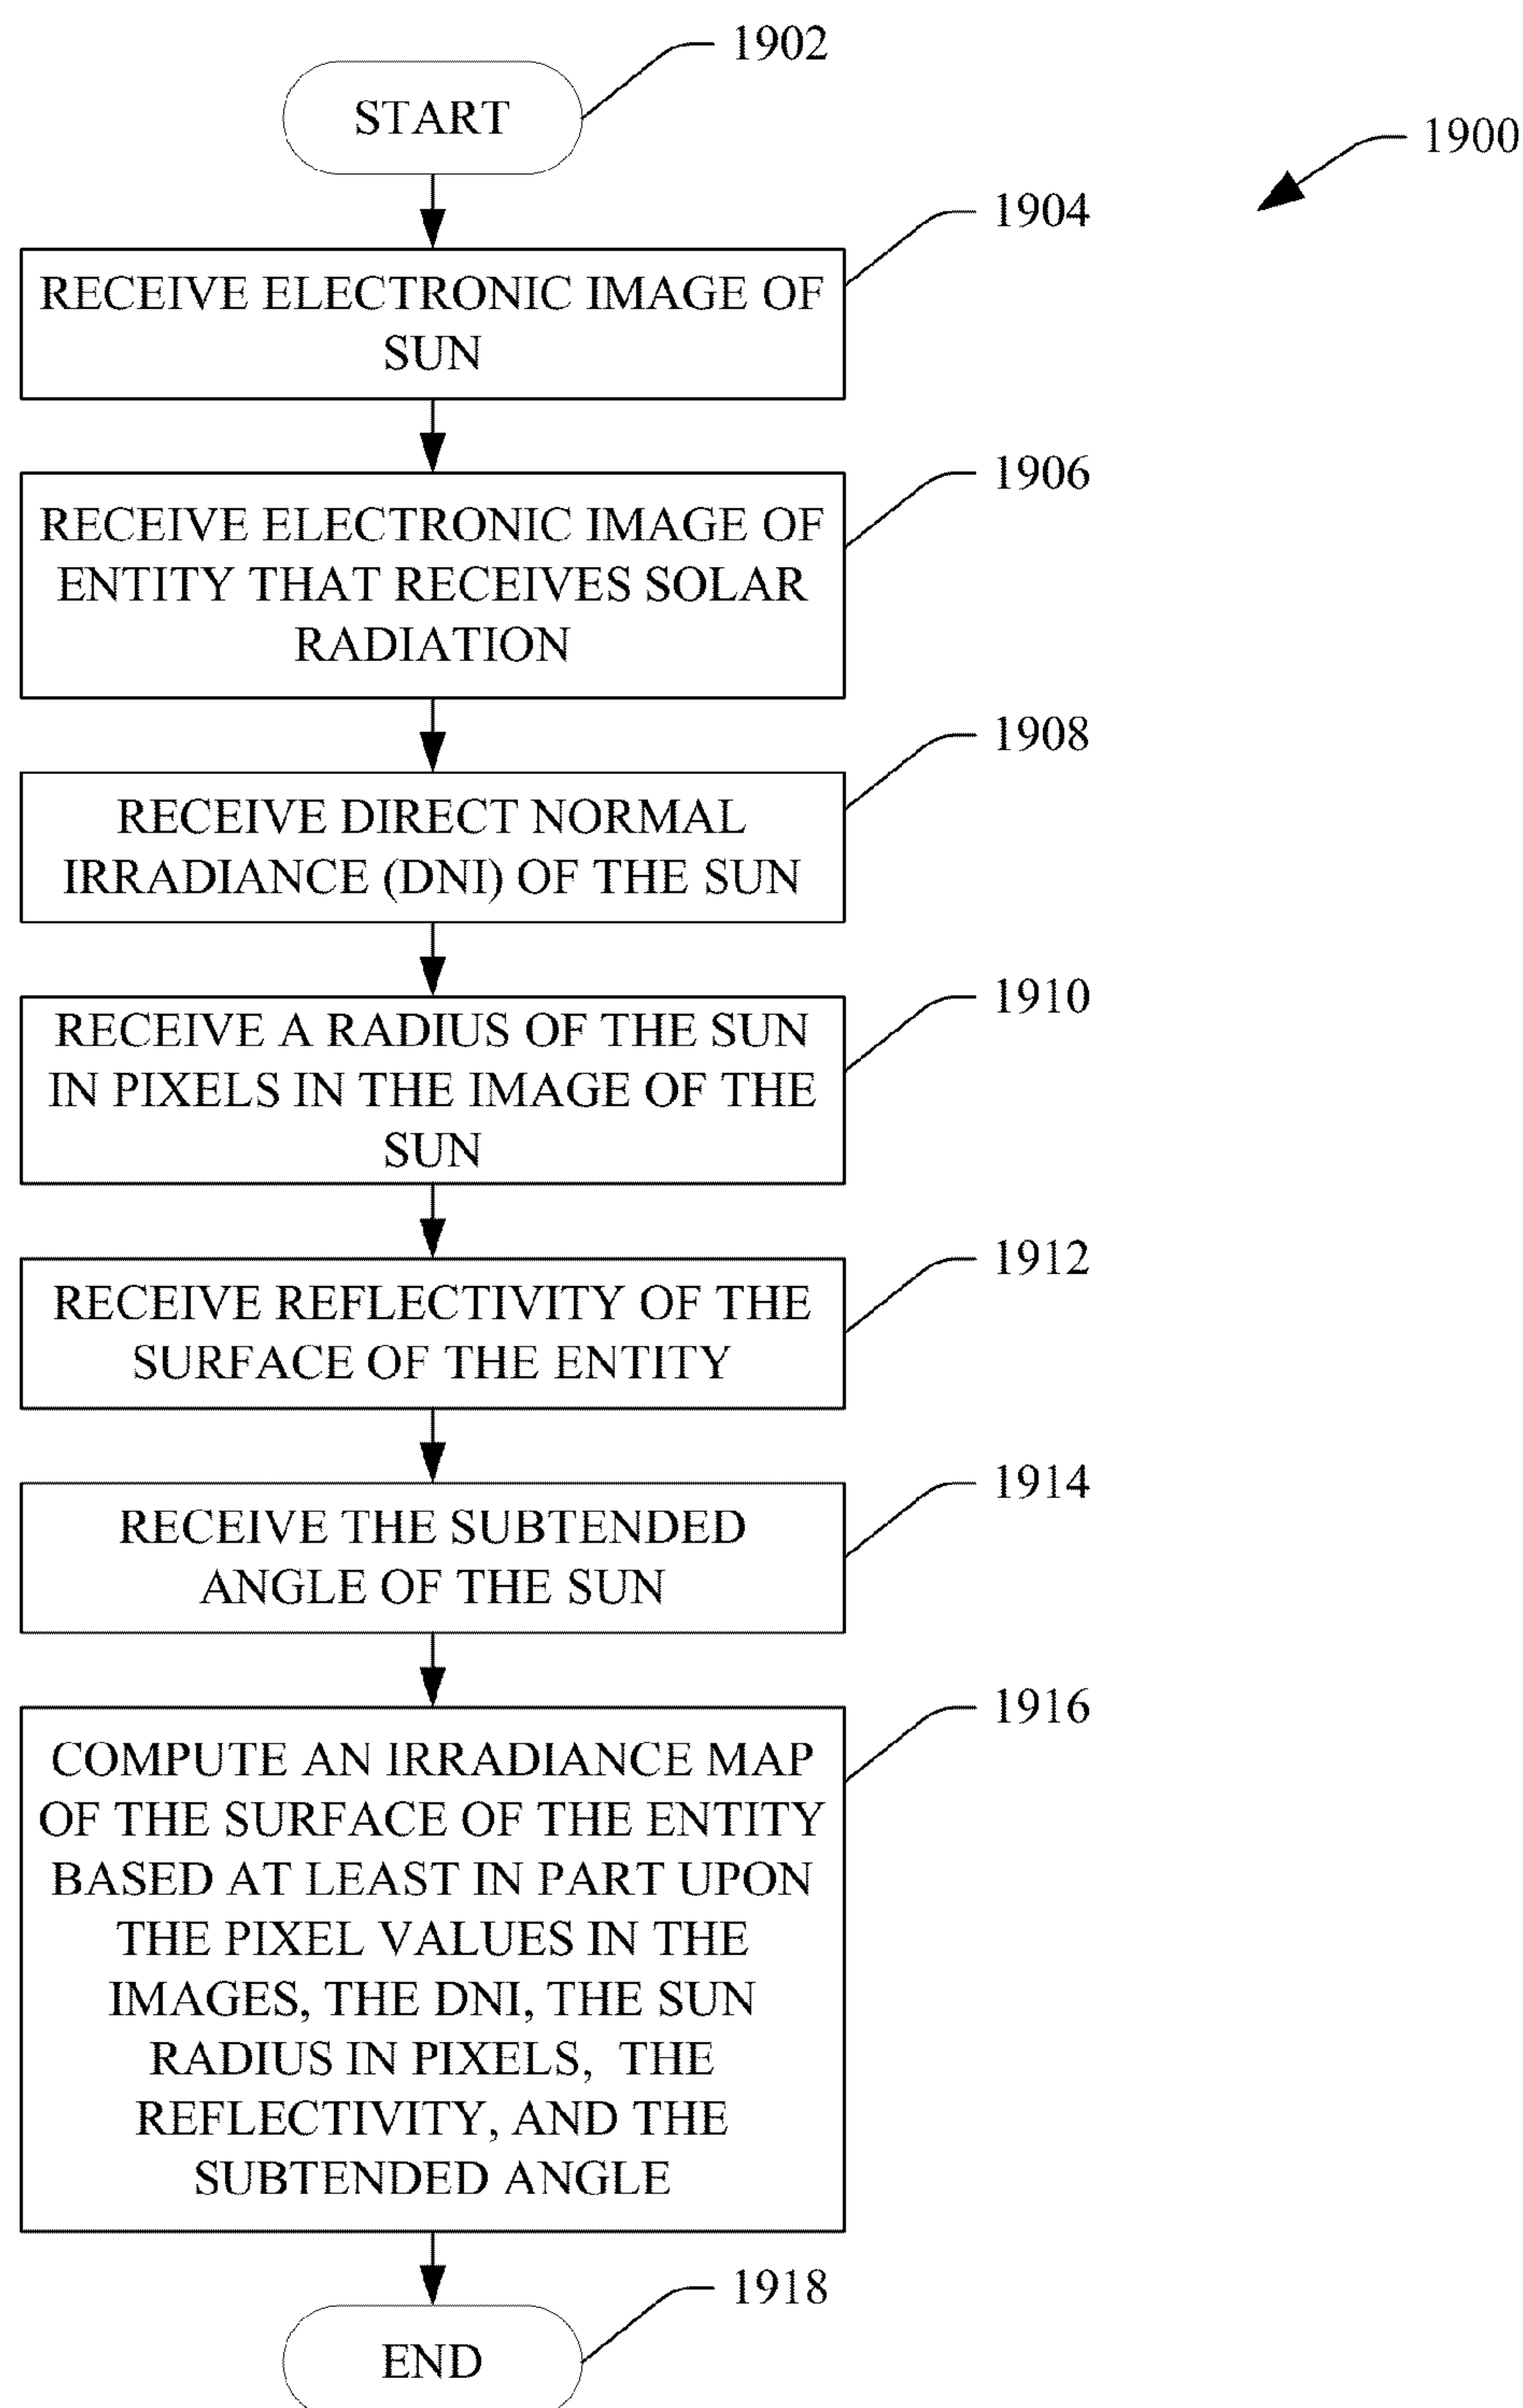 1902
START
1900
1904
RECEIVE ELECTRONIC IMAGE OF
SUN
1906
RECEIVE ELECTRONIC IMAGE OF
ENTITY THAT RECEIVES SOLAR
RADIATION
1908
RECEIVE DIRECT NORMAL
IRRADIANCE (DNI) OF THE SUN
1910
RECEIVE A RADIUS OF THE SUN
IN PIXELS IN THE IMAGE OF THE
SUN
1912
RECEIVE REFLECTIVITY OF THE
SURFACE OF THE ENTITY
1914
RECEIVE THE SUBTENDED
ANGLE OF THE SUN
1916
COMPUTE AN IRRADIANCE MAP
OF THE SURFACE OF THE ENTITY
BASED AT LEAST IN PART UPON
THE PIXEL VALUES IN THE
IMAGES, THE DNI, THE SUN
RADIUS IN PIXELS, THE
REFLECTIVITY, AND THE
SUBTENDED ANGLE
1918
END